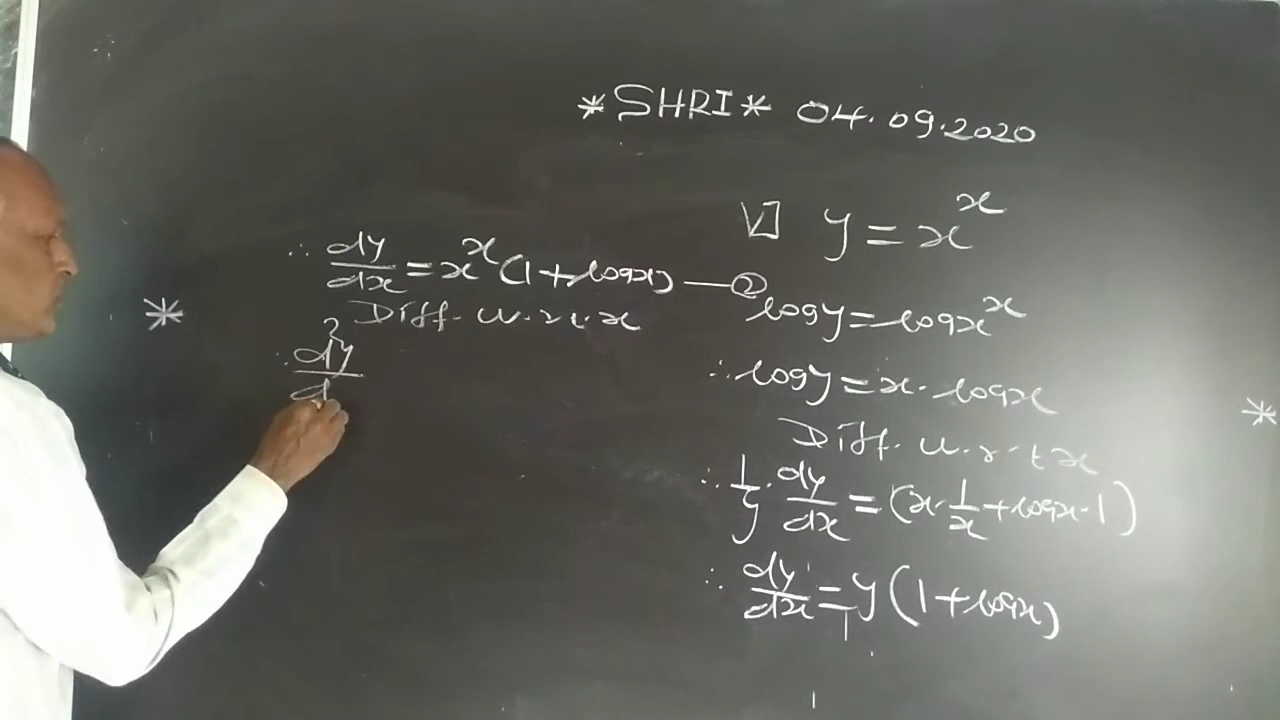 *SHRI* 04.09.2020
V] y = x^x
log y = log x^x
∴ log y = x · log x
Diff. w.r.t x
∴ 1/y · dy/dx = (x · 1/x + log x · 1)
∴ dy/dx = y (1 + log x)
∴ dy/dx = x^x (1 + log x) — ②
Diff. w.r.t. x
∴ d²y/d